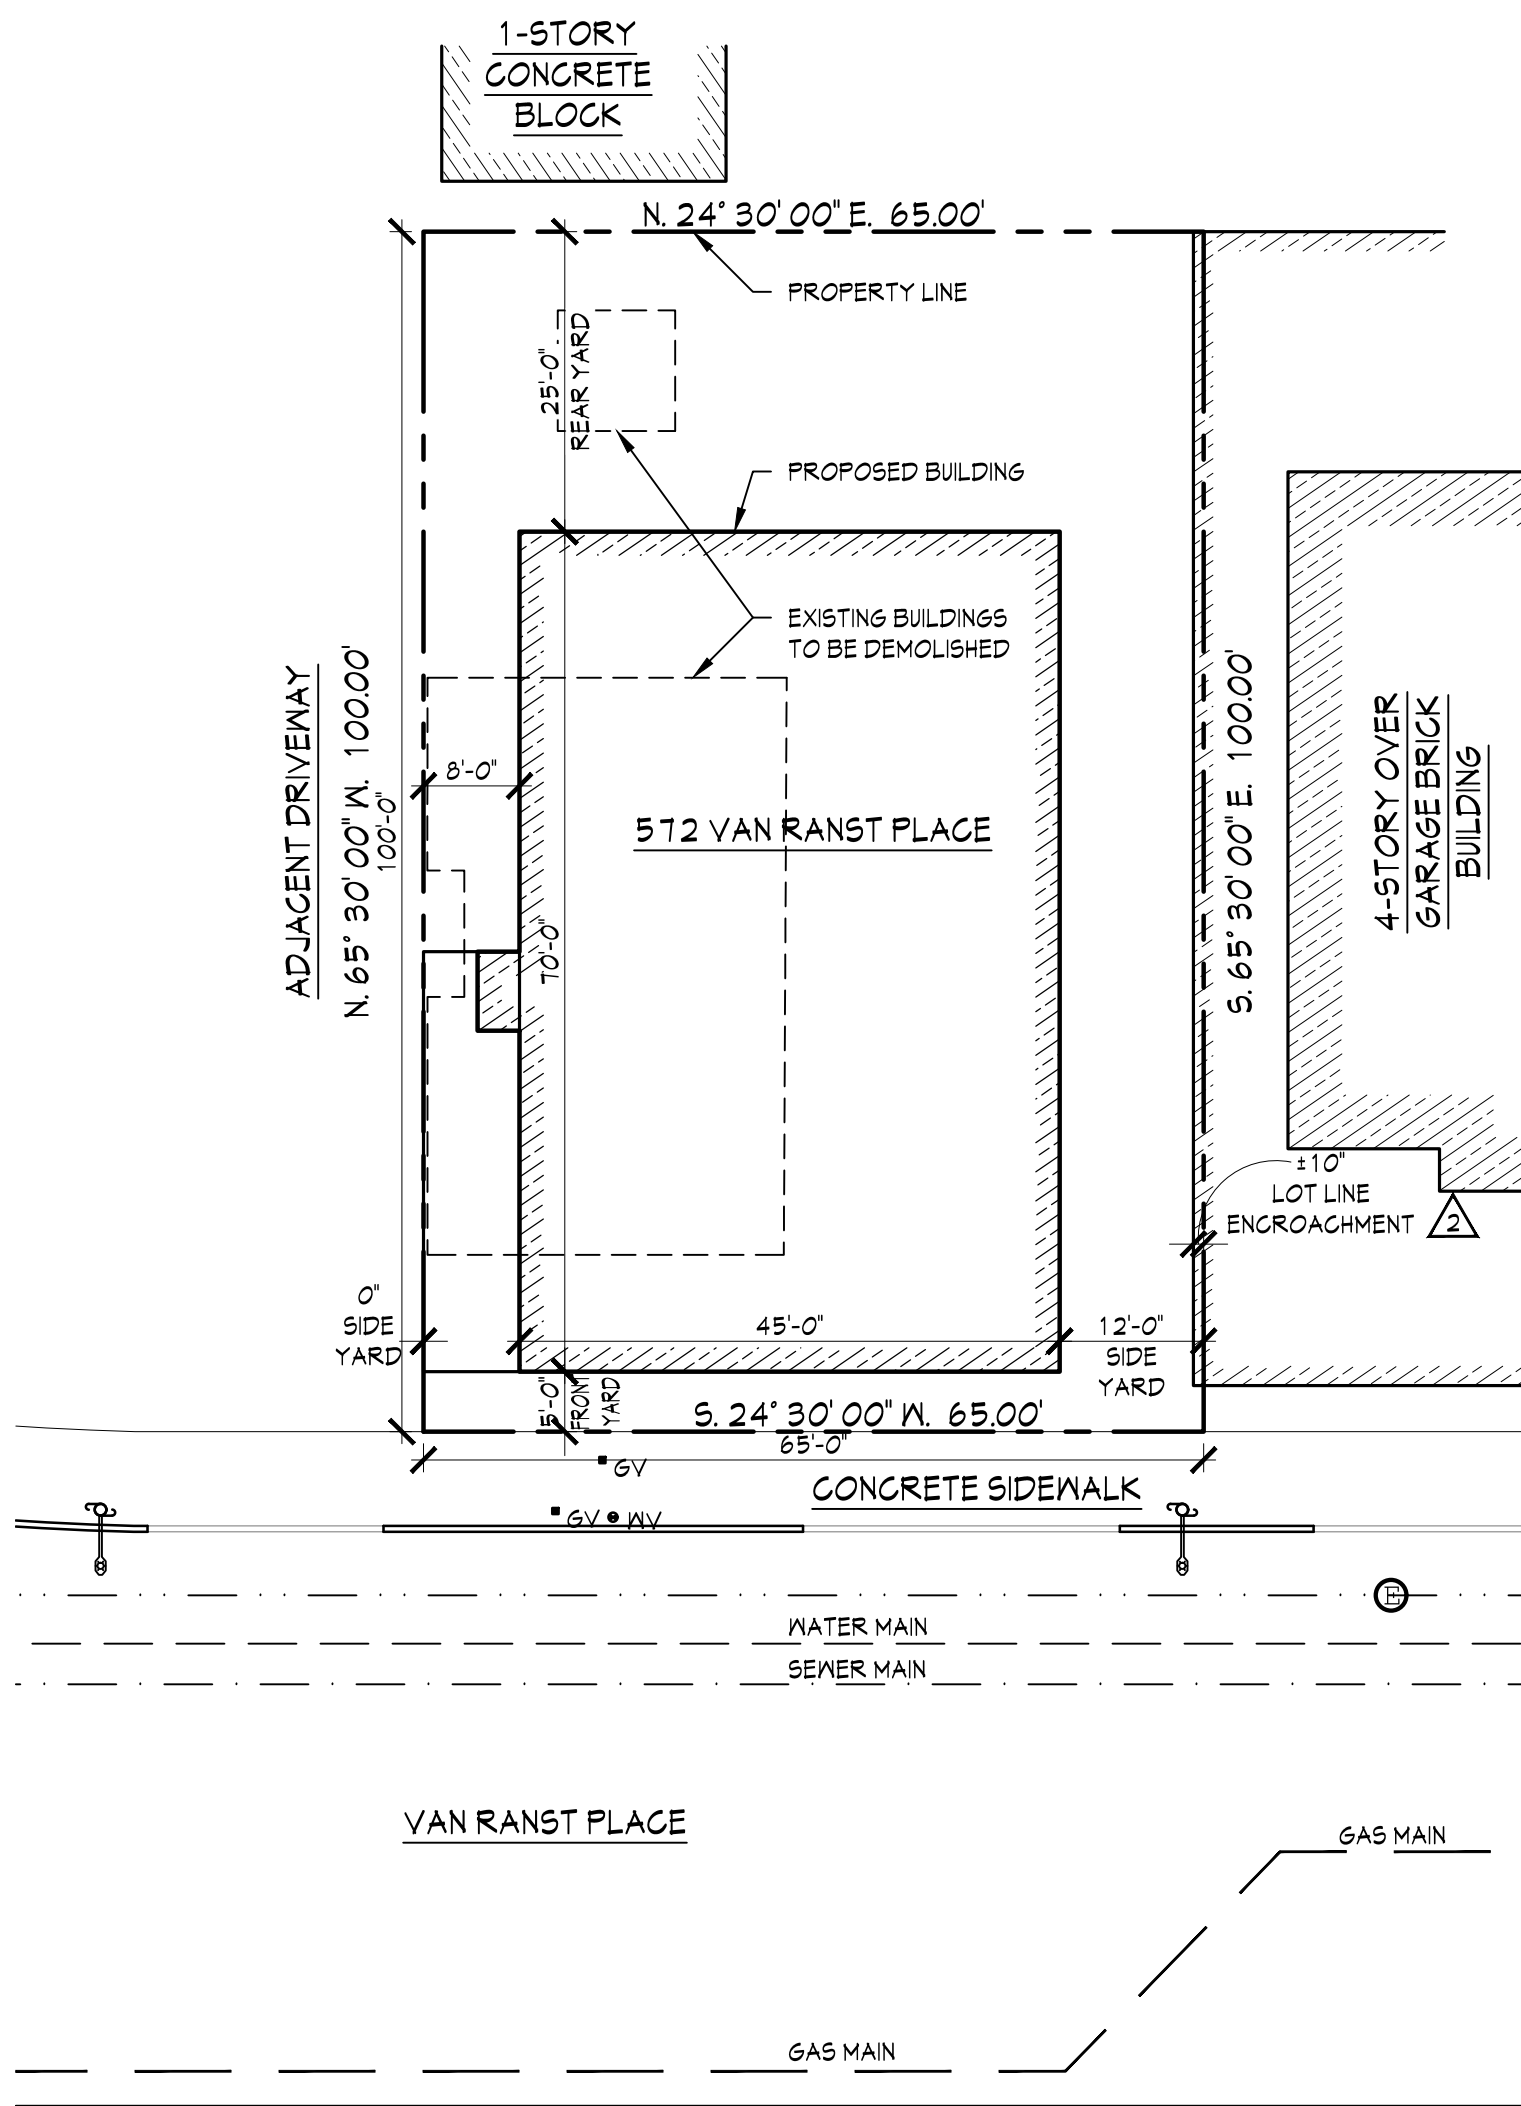 1-STORY
CONCRETE
BLOCK
N. 24° 30' 00" E. 65.00'
PROPERTY LINE
25'-0"
REAR YARD
PROPOSED BUILDING
EXISTING BUILDINGS
TO BE DEMOLISHED
ADJACENT DRIVEWAY
N. 65° 30' 00" W. 100.00'
100'-0"
8'-0"
572 VAN RANST PLACE
70'-0"
S. 65° 30' 00" E. 100.00'
4-STORY OVER
GARAGE BRICK
BUILDING
±10"
LOT LINE
ENCROACHMENT
2
0"
SIDE
YARD
45'-0"
12'-0"
SIDE
YARD
5'-0"
FRONT
YARD
S. 24° 30' 00" W. 65.00'
65'-0"
GV
CONCRETE SIDEWALK
GV
WV
E
WATER MAIN
SEWER MAIN
VAN RANST PLACE
GAS MAIN
GAS MAIN